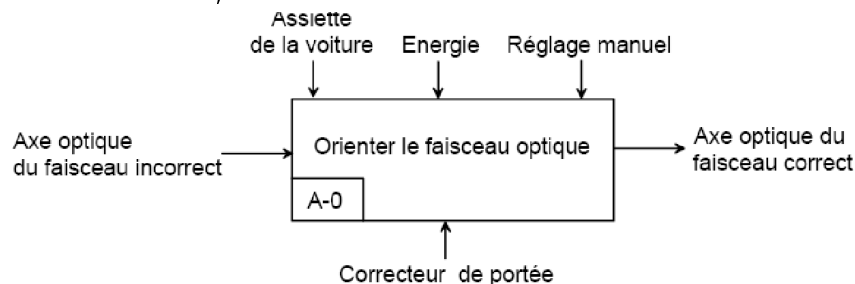 Assiette
de la voiture Energie Réglage manuel
Axe optique
du faisceau incorrect
Orienter le faisceau optique
A-0
Axe optique du
faisceau correct
Correcteur de portée